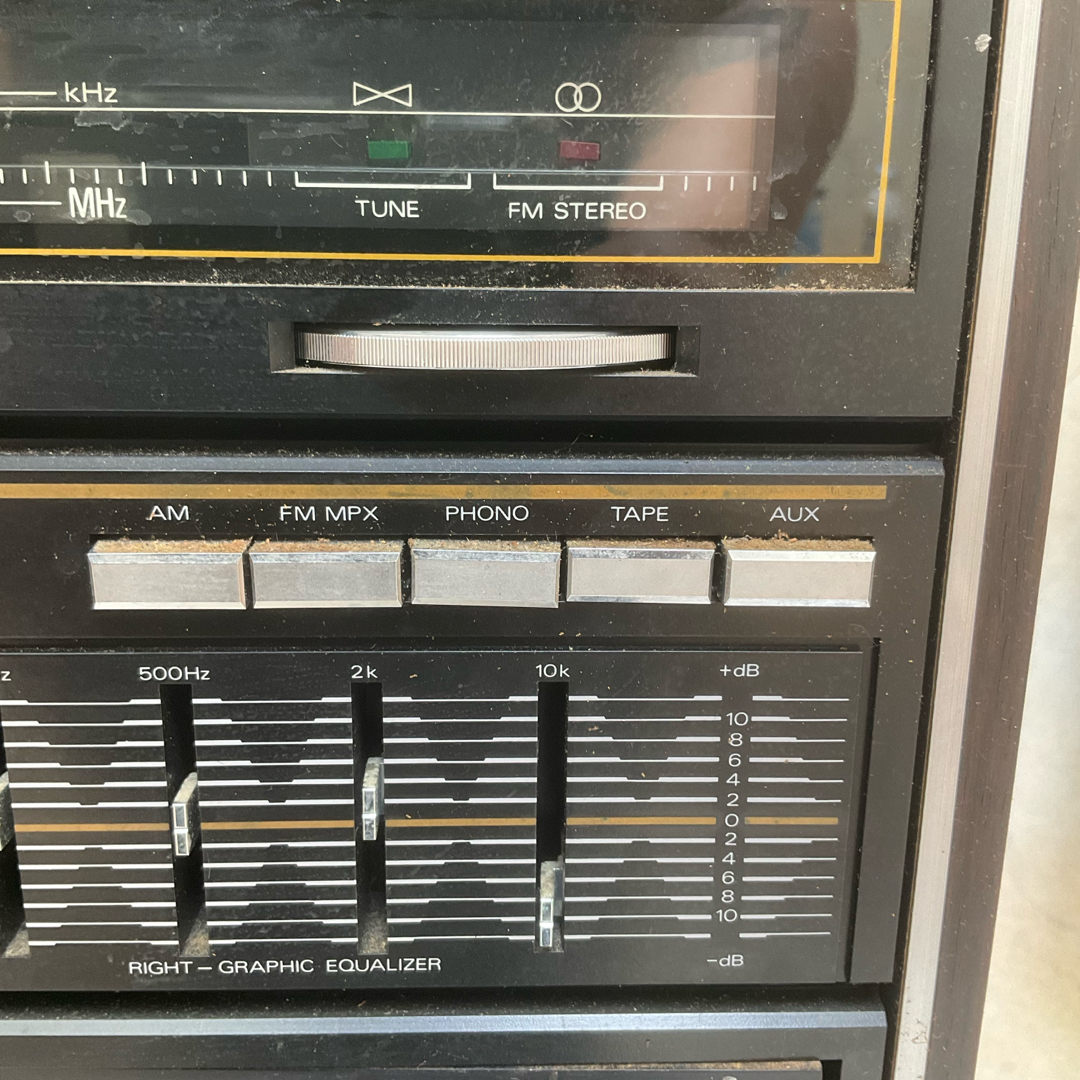 kHz
MHz TUNE FM STEREO
AM FM MPX PHONO TAPE AUX
500Hz 2k 10k +dB
10
8
6
4
2
0
2
4
6
8
10
RIGHT – GRAPHIC EQUALIZER -dB